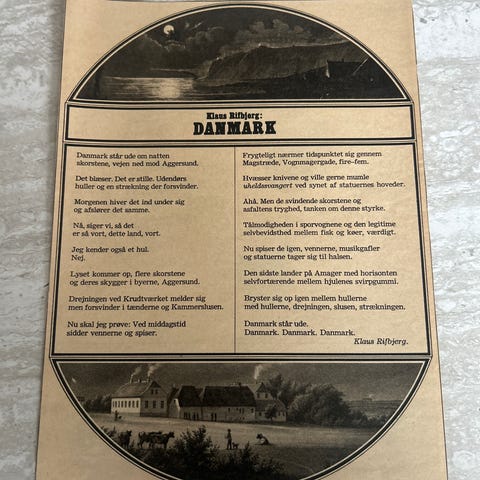 Klaus Rifbjerg:
DANMARK
Danmark står ude om natten
skorstene, vejen ned mod Aggersund.
Det blæser. Det er stille. Udendørs
huller og en strækning der forsvinder.
Morgenen hiver det ind under sig
og afslører det samme.
Nå, siger vi, så det
er så vort, dette land, vort.
Jeg kender også et hul.
Nej.
Lyset kommer op, flere skorstene
og deres skygger i byerne, Aggersund.
Drejningen ved Krudtværket melder sig
men forsvinder i tænderne og Kammerslusen.
Nu skal jeg prøve: Ved middagstid
sidder vennerne og spiser.
Frygteligt nærmer tidspunktet sig gennem
Magstræde, Vognmagergade, fire-fem.
Hvæsser knivene og ville gerne mumle
uheldssvangert ved synet af statuernes hoveder.
Ahå. Men de svindende skorstene og
asfaltens tryghed, tanken om denne styrke.
Tålmodigheden i sporvognene og den legitime
selvbevidsthed mellem fisk og køer, værdigt.
Nu spiser de igen, vennerne, musikgafler
og statuerne tager sig til halsen.
Den sidste lander på Amager med horisonten
selvfortærende mellem hjulenes svirpgummi.
Bryster sig op igen mellem hullerne
med hullerne, drejningen, slusen, strækningen.
Danmark står ude.
Danmark. Danmark. Danmark.
Klaus Rifbjerg.